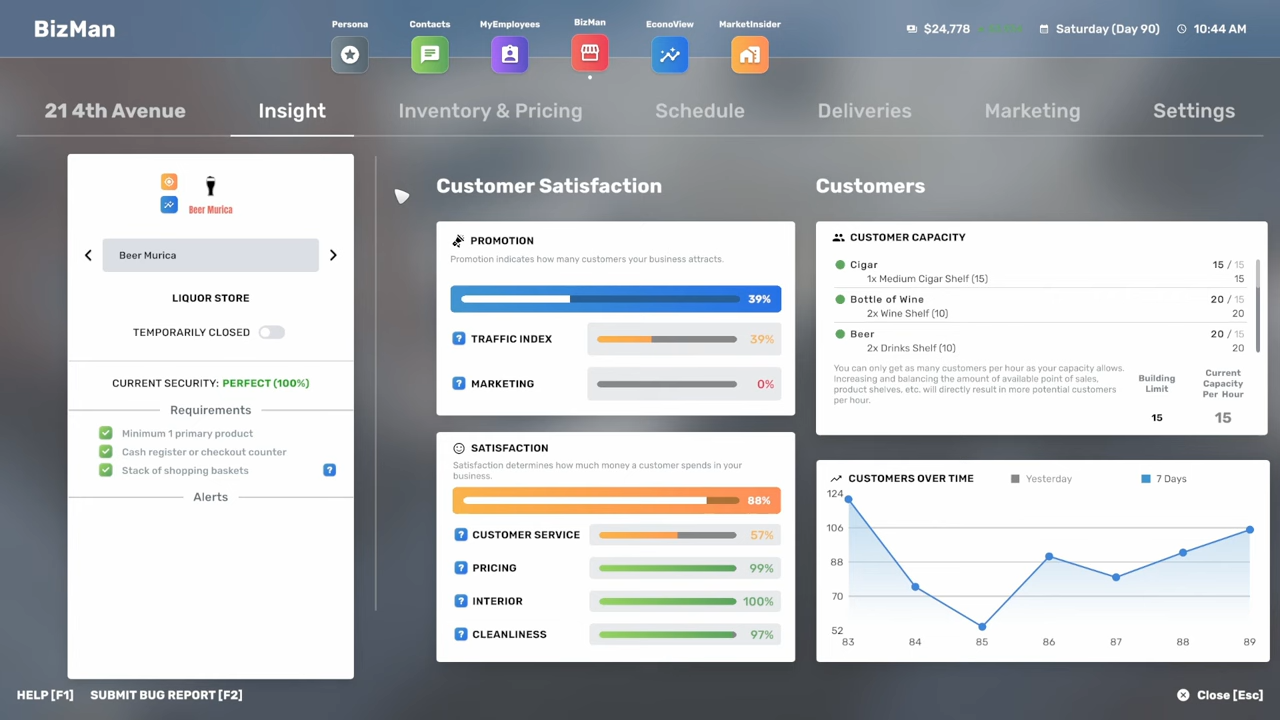 BizMan
Persona
Contacts
MyEmployees
BizMan
EconoView
MarketInsider
$24,778
Saturday (Day 90)
10:44 AM
21 4th Avenue
Insight
Inventory & Pricing
Schedule
Deliveries
Marketing
Settings
Beer Murica
Beer Murica
LIQUOR STORE
TEMPORARILY CLOSED
CURRENT SECURITY: PERFECT (100%)
Requirements
Minimum 1 primary product
Cash register or checkout counter
Stack of shopping baskets
?
Alerts
Customer Satisfaction
PROMOTION
Promotion indicates how many customers your business attracts.
39%
? TRAFFIC INDEX 39%
? MARKETING 0%
SATISFACTION
Satisfaction determines how much money a customer spends in your
business.
88%
? CUSTOMER SERVICE 57%
? PRICING 99%
? INTERIOR 100%
? CLEANLINESS 97%
Customers
CUSTOMER CAPACITY
Cigar 15 / 15
1x Medium Cigar Shelf (15) 15
Bottle of Wine 20 / 15
2x Wine Shelf (10) 20
Beer 20 / 15
2x Drinks Shelf (10) 20
You can only get as many customers per hour as your capacity allows.
Increasing and balancing the amount of available point of sales,
product shelves, etc. will directly result in more potential customers
per hour.
Building
Limit
15
Current
Capacity
Per Hour
15
CUSTOMERS OVER TIME
Yesterday
7 Days
124
106
88
70
52
83 84 85 86 87 88 89
HELP [F1]
SUBMIT BUG REPORT [F2]
Close [Esc]